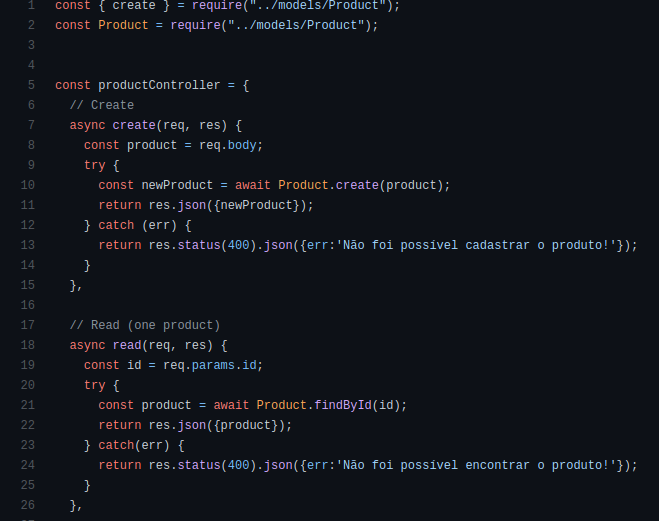 1 const { create } = require("../models/Product");
2 const Product = require("../models/Product");
3
4
5 const productController = {
6 // Create
7 async create(req, res) {
8 const product = req.body;
9 try {
10 const newProduct = await Product.create(product);
11 return res.json({newProduct});
12 } catch (err) {
13 return res.status(400).json({err:'Não foi possível cadastrar o produto!'});
14 }
15 },
16
17 // Read (one product)
18 async read(req, res) {
19 const id = req.params.id;
20 try {
21 const product = await Product.findById(id);
22 return res.json({product});
23 } catch(err) {
24 return res.status(400).json({err:'Não foi possível encontrar o produto!'});
25 }
26 },